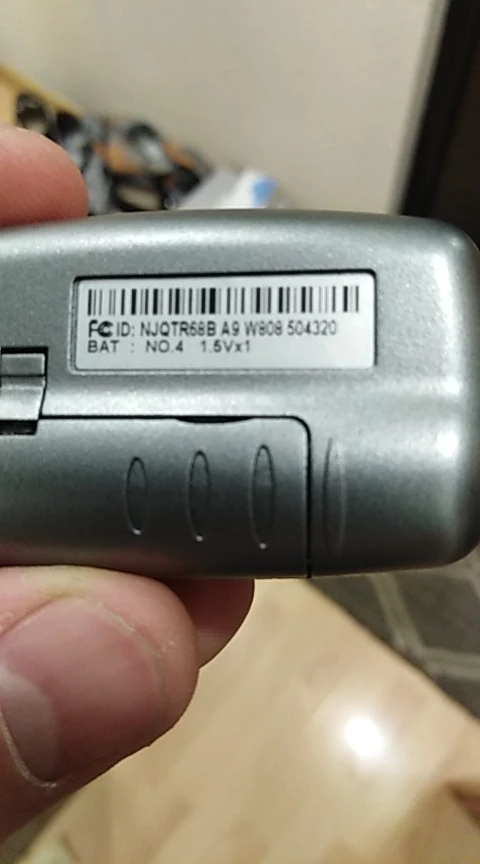 FC ID: NJQTR68B A9 W808 504320
BAT : NO.4 1.5Vx1